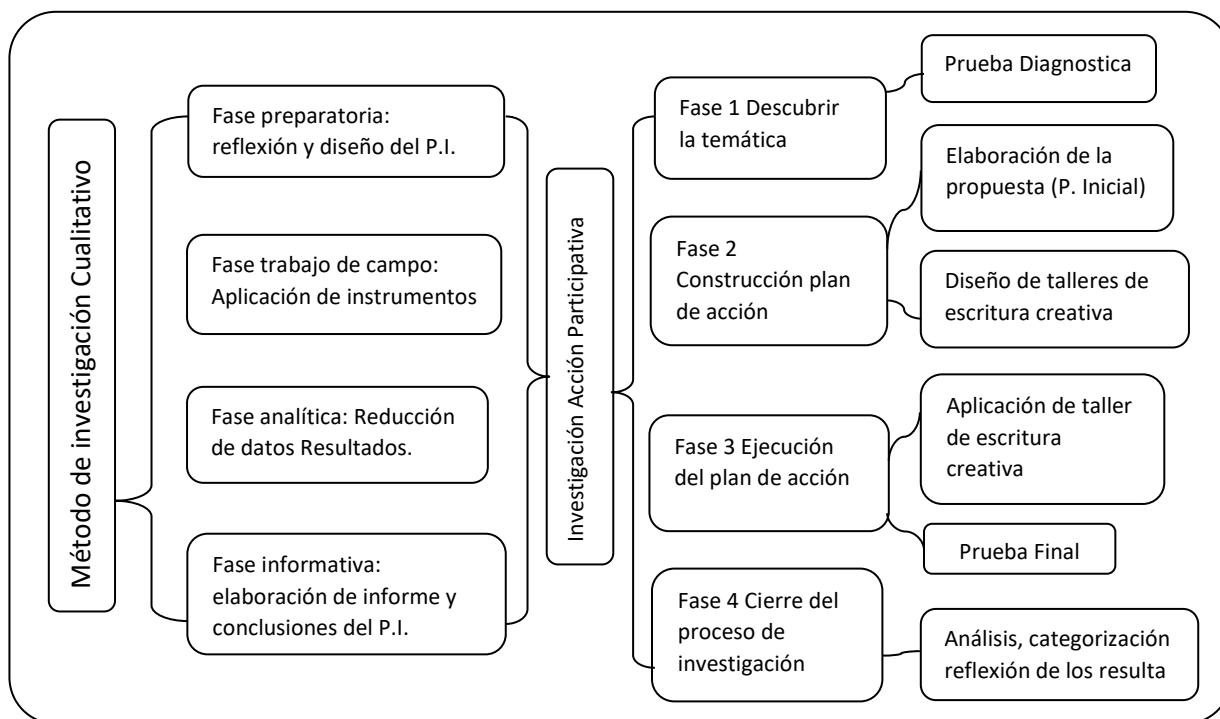 Método de investigación Cualitativo
Fase preparatoria:
reflexión y diseño del P.I.
Fase trabajo de campo:
Aplicación de instrumentos
Fase analítica: Reducción
de datos Resultados.
Fase informativa:
elaboración de informe y
conclusiones del P.I.
Investigación Acción Participativa
Fase 1 Descubrir
la temática
Prueba Diagnostica
Fase 2
Construcción plan
de acción
Elaboración de la
propuesta (P. Inicial)
Diseño de talleres de
escritura creativa
Fase 3 Ejecución
del plan de acción
Aplicación de taller
de escritura
creativa
Prueba Final
Fase 4 Cierre del
proceso de
investigación
Análisis, categorización
reflexión de los resulta